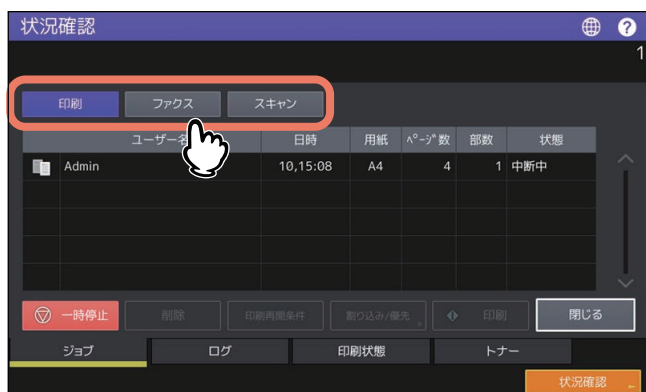 状況確認 ?
1
印刷 ファクス スキャン
ユーザー名 日時 用紙 ページ数 部数 状態
Admin 10,15:08 A4 4 1 中断中
一時停止 削除 印刷再開条件 割り込み/優先 印刷 閉じる
ジョブ ログ 印刷状態 トナー
状況確認